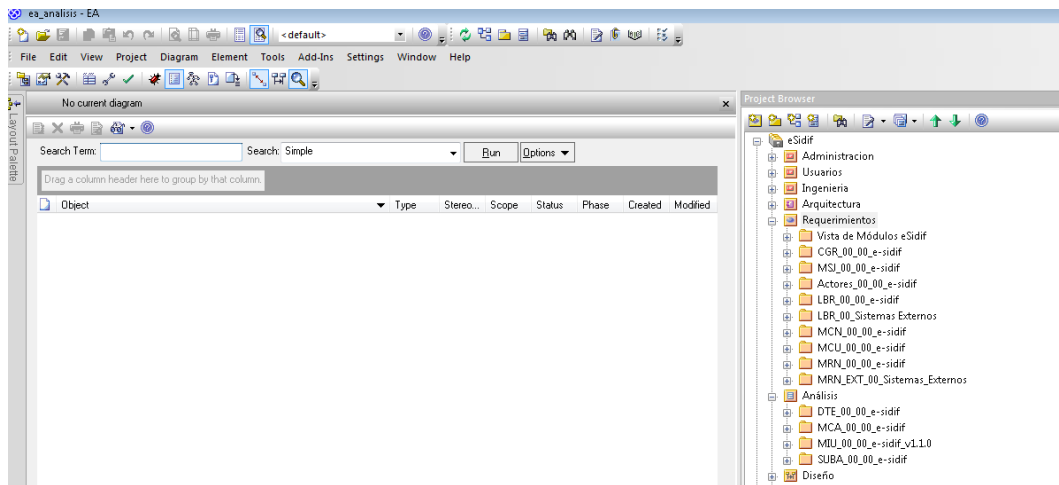 ea_analisis - EA
<default>
File Edit View Project Diagram Element Tools Add-Ins Settings Window Help
Layout Palette
No current diagram
Search Term: Search: Simple Run Options
Drag a column header here to group by that column.
Object Type Stereo... Scope Status Phase Created Modified
Project Browser
eSidif
Administracion
Usuarios
Ingenieria
Arquitectura
Requerimientos
Vista de Módulos eSidif
CGR_00_00_e-sidif
MSJ_00_00_e-sidif
Actores_00_00_e-sidif
LBR_00_00_e-sidif
LBR_00_Sistemas Externos
MCN_00_00_e-sidif
MCU_00_00_e-sidif
MRN_00_00_e-sidif
MRN_EXT_00_Sistemas_Externos
Análisis
DTE_00_00_e-sidif
MCA_00_00_e-sidif
MIU_00_00_e-sidif_v1.1.0
SUBA_00_00_e-sidif
Diseño